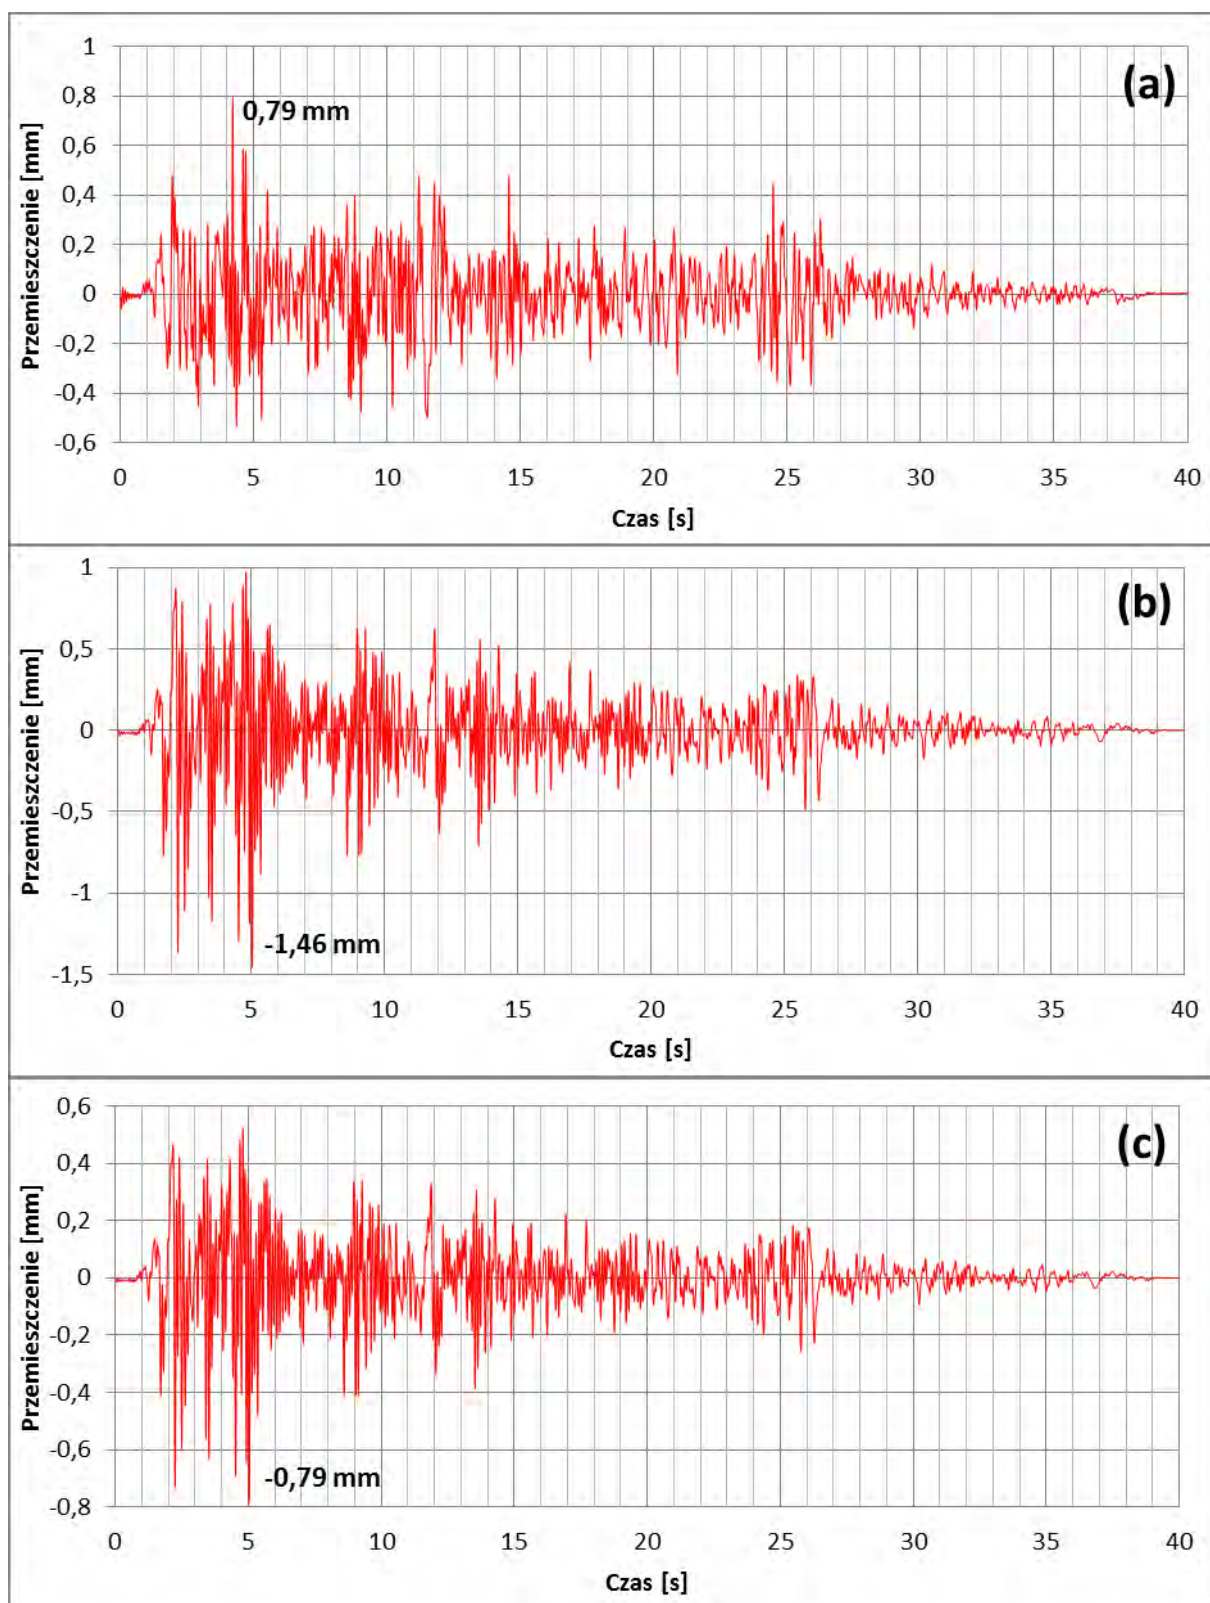 (a)
Przemieszczenie [mm]
1
0,8
0,6
0,4
0,2
0
-0,2
-0,4
-0,6
0,79 mm
0 5 10 15 20 25 30 35 40
Czas [s]
(b)
Przemieszczenie [mm]
1
0,5
0
-0,5
-1
-1,5
-1,46 mm
0 5 10 15 20 25 30 35 40
Czas [s]
(c)
Przemieszczenie [mm]
0,6
0,4
0,2
0
-0,2
-0,4
-0,6
-0,8
-0,79 mm
0 5 10 15 20 25 30 35 40
Czas [s]